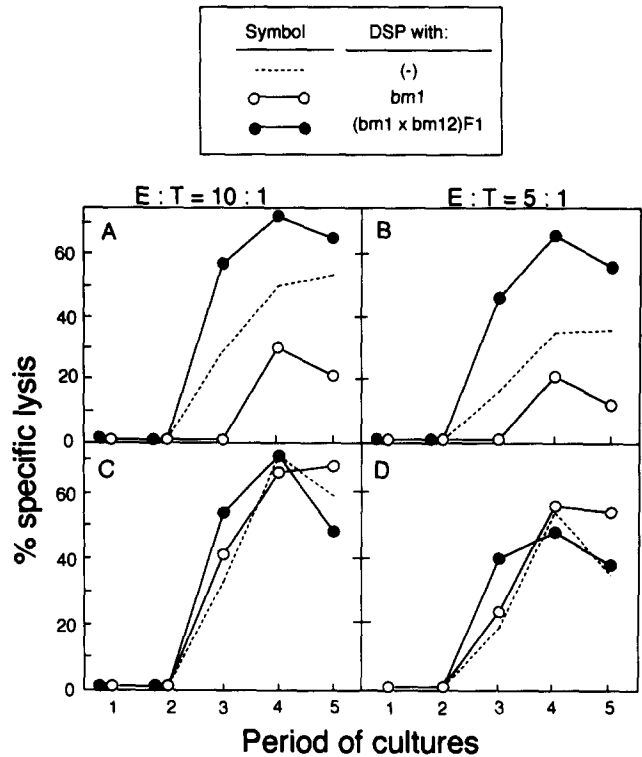 Symbol DSP with:
(-)
bm1
(bm1 x bm12)F1
E : T = 10 : 1 E : T = 5 : 1
A B
60
40
20
0
C D
60
40
20
0
% specific lysis
1 2 3 4 5 1 2 3 4 5
Period of cultures